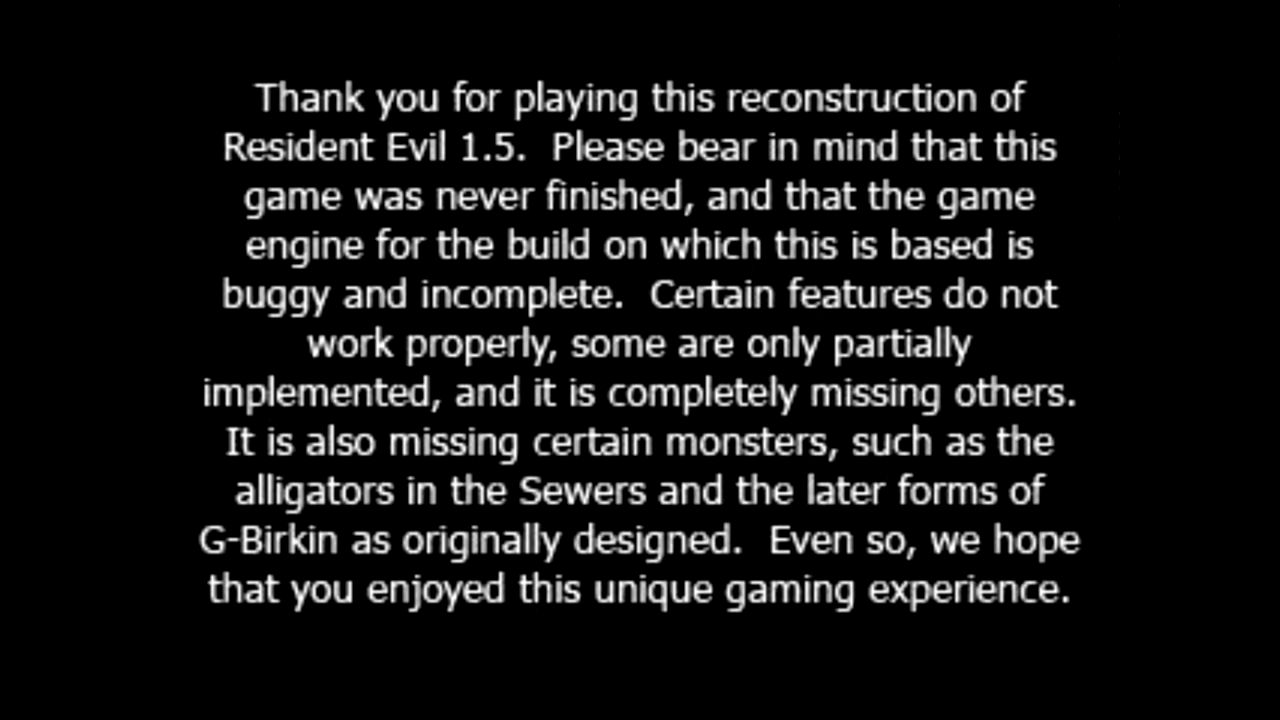 Thank you for playing this reconstruction of
Resident Evil 1.5.  Please bear in mind that this
game was never finished, and that the game
engine for the build on which this is based is
buggy and incomplete.  Certain features do not
work properly, some are only partially
implemented, and it is completely missing others.
It is also missing certain monsters, such as the
alligators in the Sewers and the later forms of
G-Birkin as originally designed.  Even so, we hope
that you enjoyed this unique gaming experience.